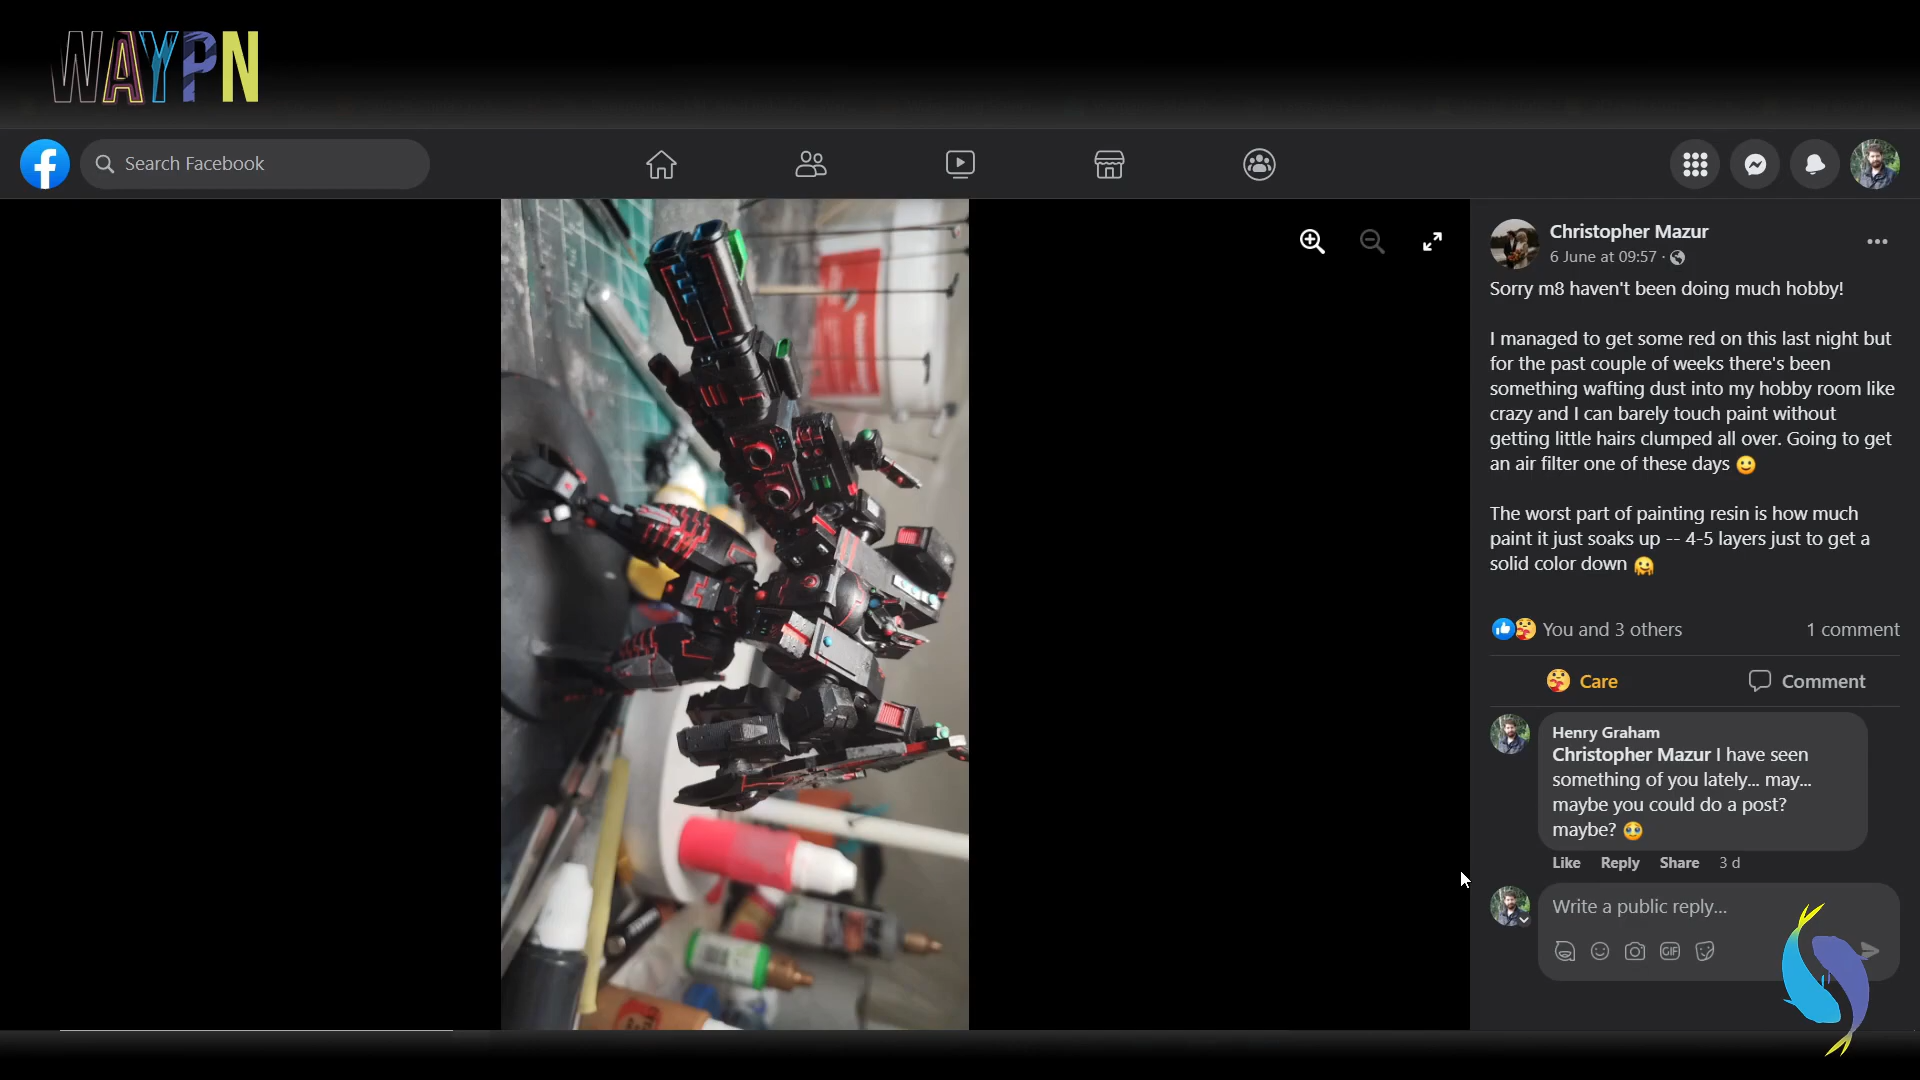 WAYPN
Search Facebook
Christopher Mazur
6 June at 09:57 ·
Sorry m8 haven't been doing much hobby!
I managed to get some red on this last night but
for the past couple of weeks there's been
something wafting dust into my hobby room like
crazy and I can barely touch paint without
getting little hairs clumped all over. Going to get
an air filter one of these days 🙂
The worst part of painting resin is how much
paint it just soaks up -- 4-5 layers just to get a
solid color down 🫠
You and 3 others
1 comment
Care
Comment
Henry Graham
Christopher Mazur I have seen
something of you lately... may...
maybe you could do a post?
maybe? 🥹
Like Reply Share 3 d
Write a public reply...
GIF